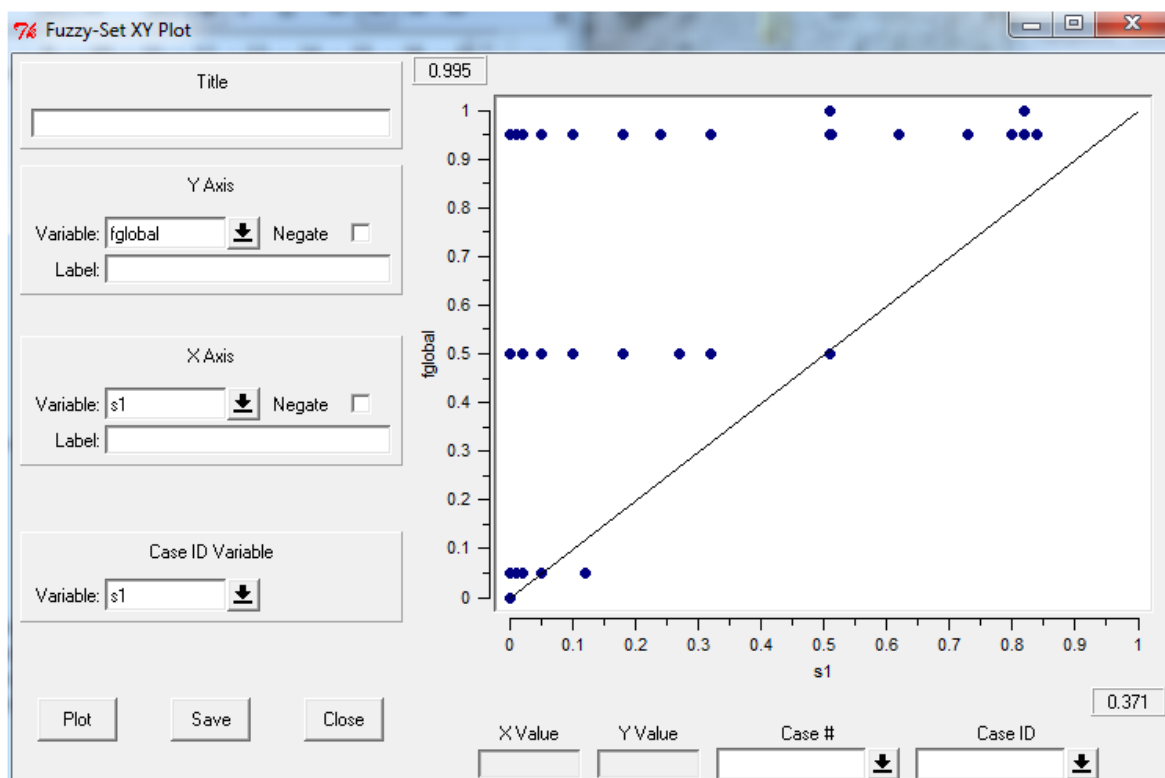 Fuzzy-Set XY Plot
Title
Y Axis
Variable: fglobal Negate
Label:
X Axis
Variable: s1 Negate
Label:
Case ID Variable
Variable: s1
Plot Save Close
0.995
1
0.9
0.8
0.7
0.6
0.5
0.4
0.3
0.2
0.1
0
fglobal
0 0.1 0.2 0.3 0.4 0.5 0.6 0.7 0.8 0.9 1
s1
0.371
X Value Y Value Case # Case ID